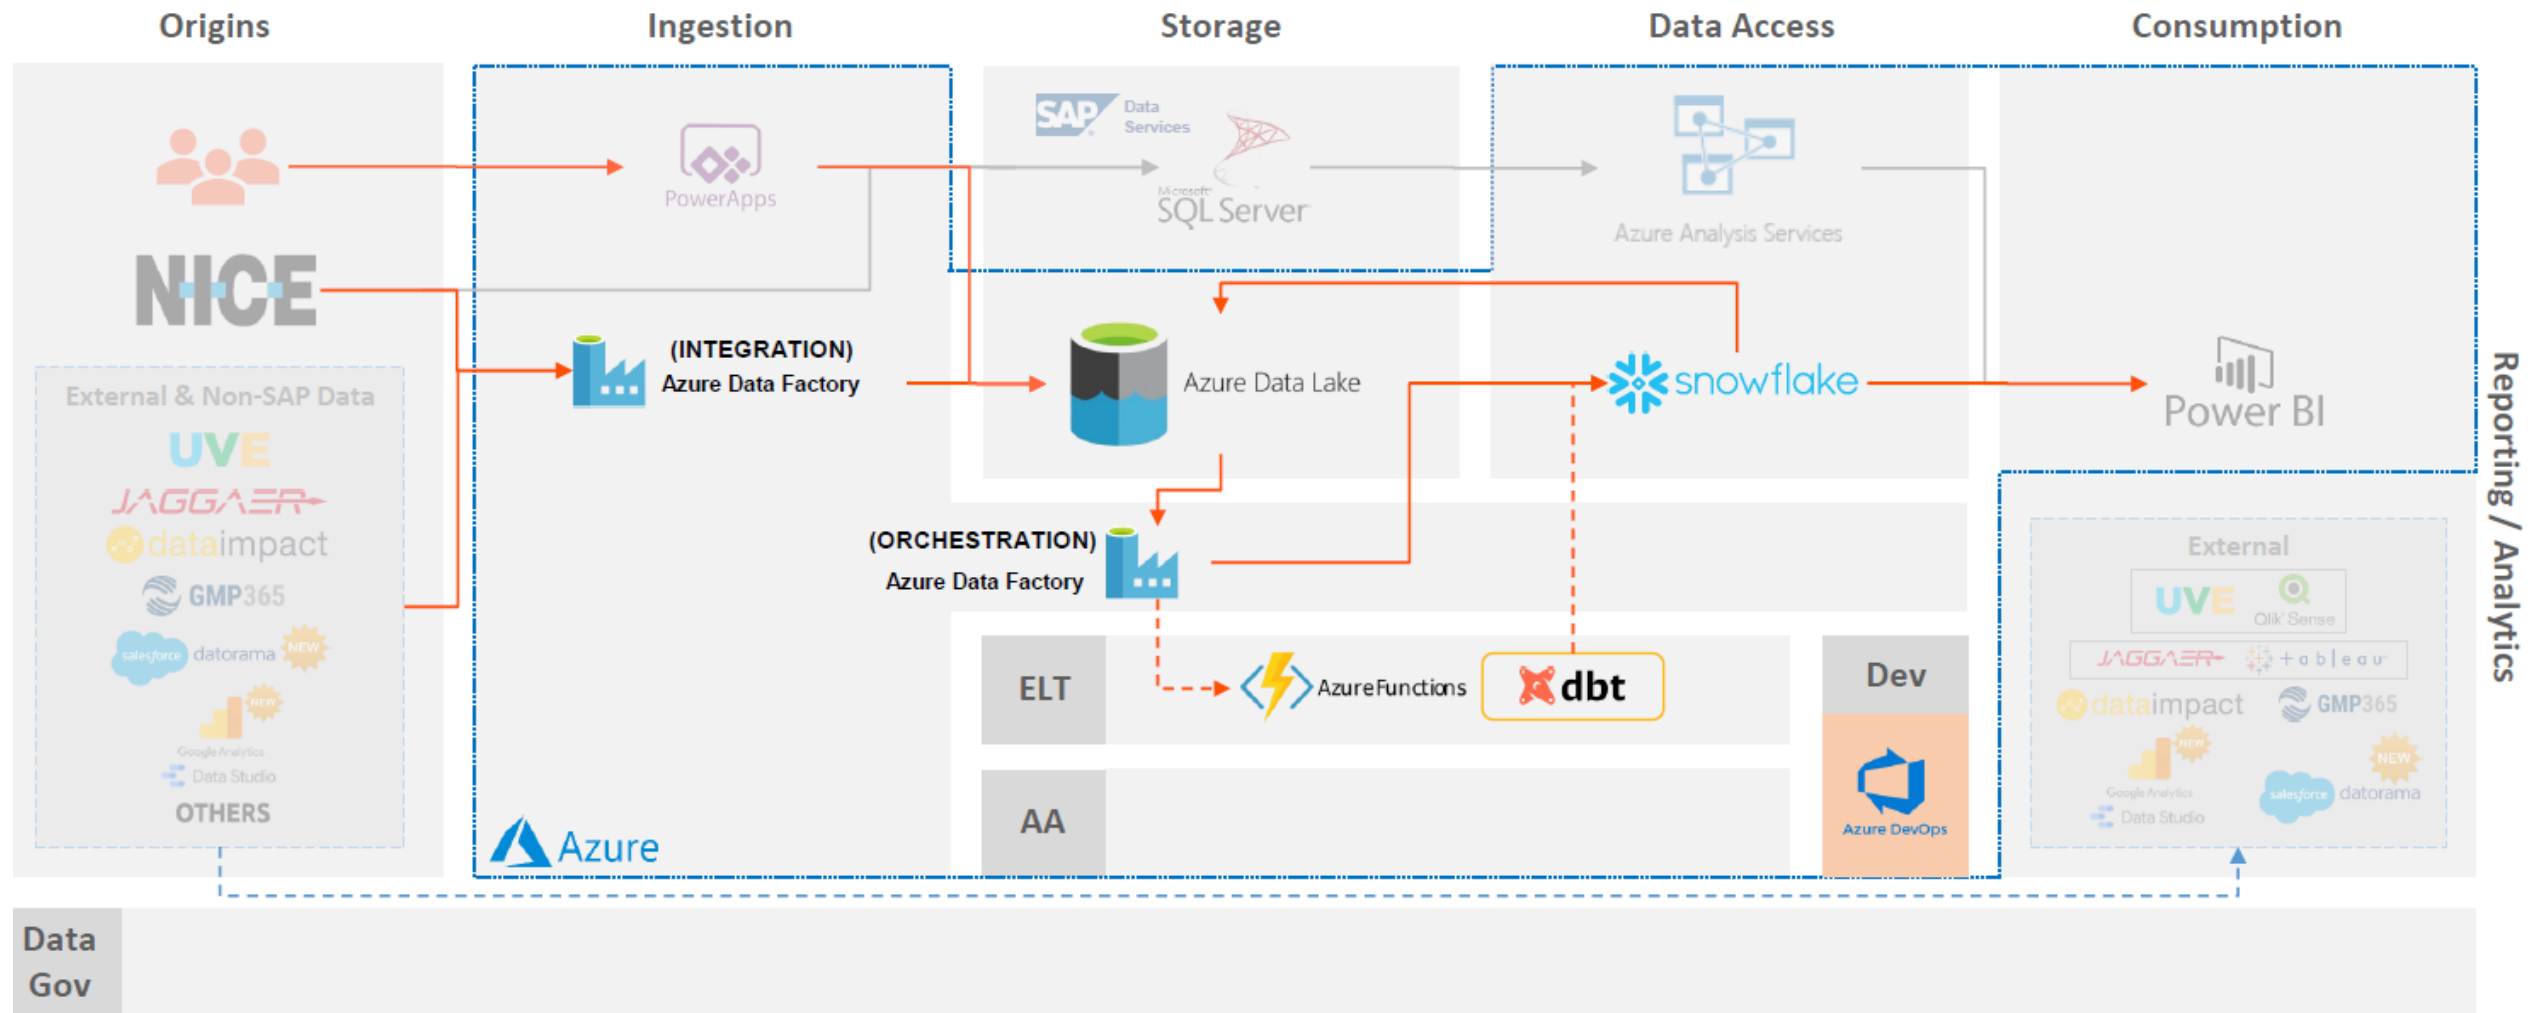 Origins
Ingestion
Storage
Data Access
Consumption
NICE
External & Non-SAP Data
UVE
JAGGAER
dataimpact
GMP365
salesforce datorama NEW
NEW
Google Analytics
Data Studio
OTHERS
PowerApps
(INTEGRATION)
Azure Data Factory
Azure
SAP Data
Services
Microsoft
SQL Server
Azure Data Lake
(ORCHESTRATION)
Azure Data Factory
ELT
AzureFunctions
dbt
AA
Azure Analysis Services
snowflake
Dev
Azure DevOps
Power BI
External
UVE
Qlik Sense
JAGGAER
+ableau
dataimpact
GMP365
NEW
Google Analytics
Data Studio
NEW
salesforce datorama
Reporting / Analytics
Data
Gov